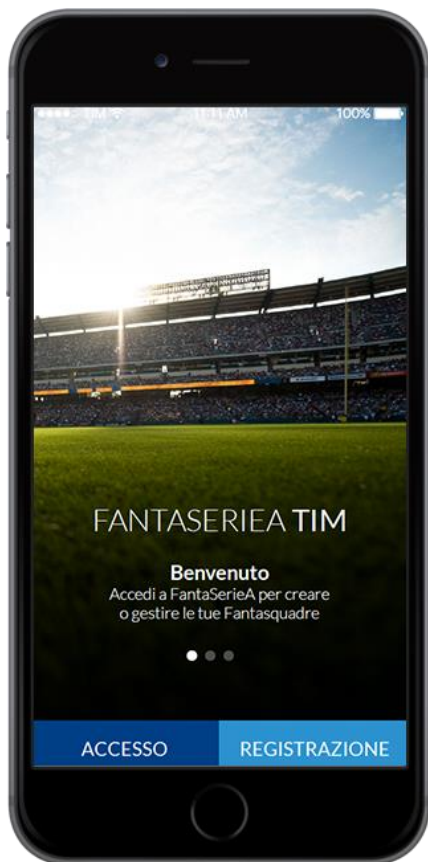 TIM 11:11 AM 100%
FANTASERIEA TIM
Benvenuto
Accedi a FantaSerieA per creare
o gestire le tue Fantasquadre
ACCESSO REGISTRAZIONE